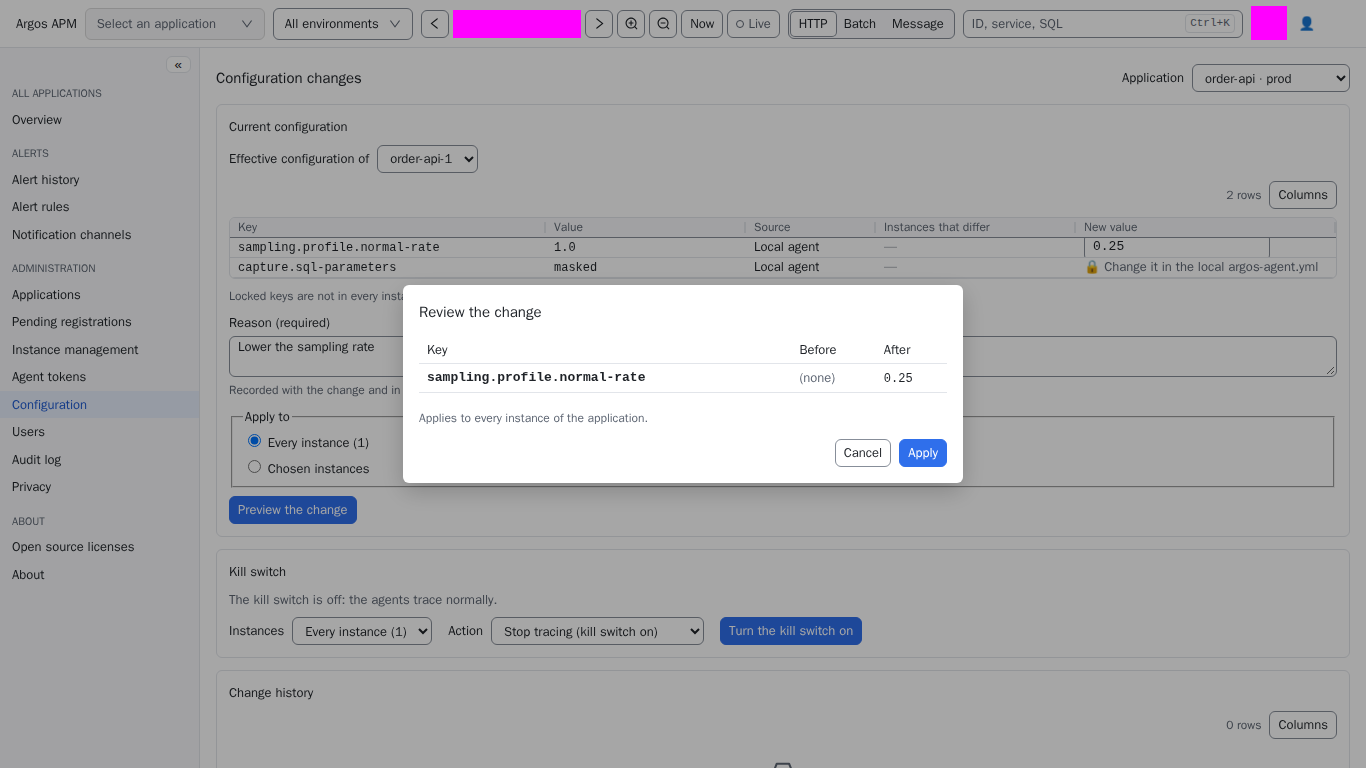 Argos APM
Select an application
All environments
Now
Live
HTTP
Batch
Message
ID, service, SQL
Ctrl+K
«
ALL APPLICATIONS
Overview
ALERTS
Alert history
Alert rules
Notification channels
ADMINISTRATION
Applications
Pending registrations
Instance management
Agent tokens
Configuration
Users
Audit log
Privacy
ABOUT
Open source licenses
About
Configuration changes
Application
order-api · prod
Current configuration
Effective configuration of
order-api-1
2 rows
Columns
Key Value Source Instances that differ New value
sampling.profile.normal-rate 1.0 Local agent — 0.25
capture.sql-parameters masked Local agent — 🔒 Change it in the local argos-agent.yml
Locked keys are not in every
Reason (required)
Lower the sampling rate
Recorded with the change and in
Apply to
Every instance (1)
Chosen instances
Preview the change
Review the change
Key Before After
sampling.profile.normal-rate (none) 0.25
Applies to every instance of the application.
Cancel
Apply
Kill switch
The kill switch is off: the agents trace normally.
Instances
Every instance (1)
Action
Stop tracing (kill switch on)
Turn the kill switch on
Change history
0 rows
Columns